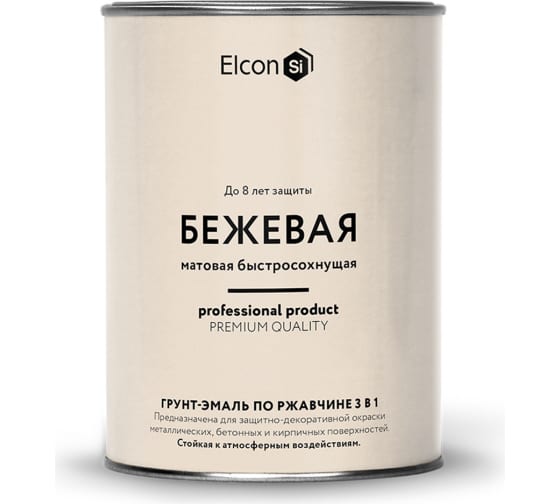 Elcon Si
До 8 лет защиты
БЕЖЕВАЯ
матовая быстросохнущая
professional product
PREMIUM QUALITY
ГРУНТ-ЭМАЛЬ ПО РЖАВЧИНЕ 3 В 1
Предназначена для защитно-декоративной окраски
металлических, бетонных и кирпичных поверхностей.
Стойкая к атмосферным воздействиям.